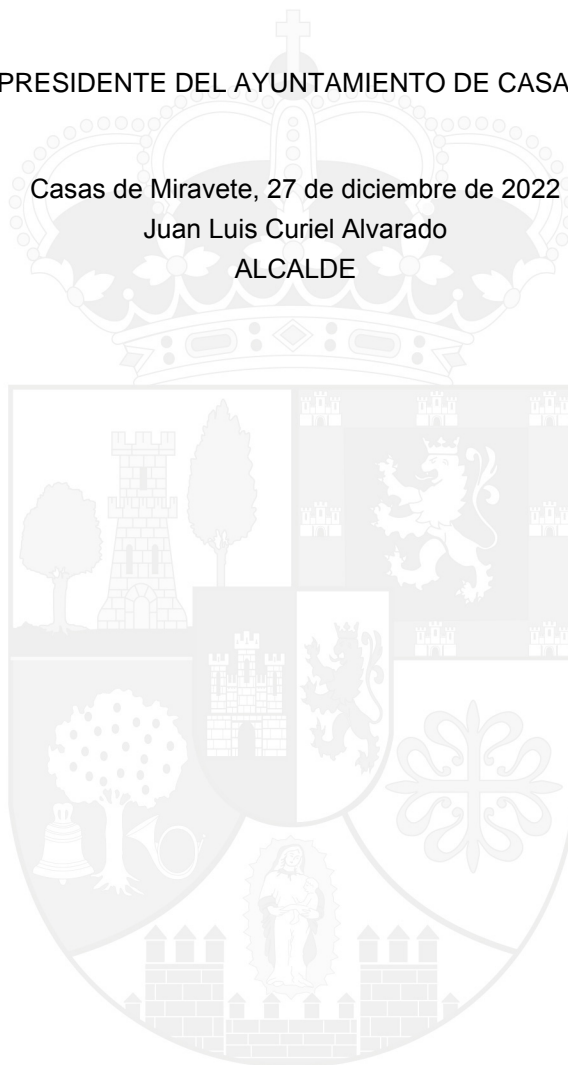 PRESIDENTE DEL AYUNTAMIENTO DE CASA
Casas de Miravete, 27 de diciembre de 2022
Juan Luis Curiel Alvarado
ALCALDE